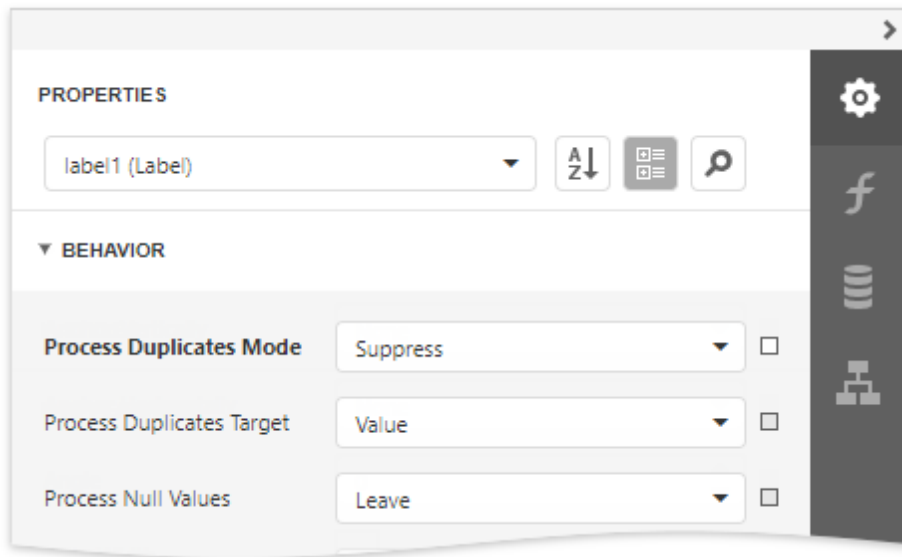 PROPERTIES
label1 (Label)
A
Z
BEHAVIOR
Process Duplicates Mode Suppress
Process Duplicates Target Value
Process Null Values Leave